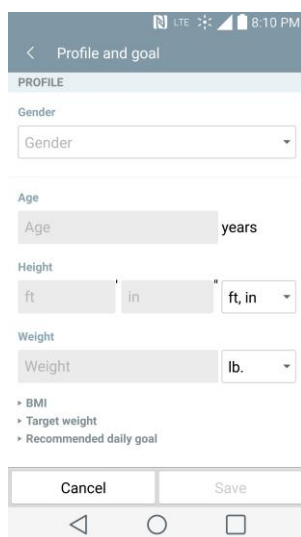 LTE 8:10 PM
Profile and goal
PROFILE
Gender
Gender
Age
Age years
Height
ft ' in " ft, in
Weight
Weight lb.
BMI
Target weight
Recommended daily goal
Cancel Save